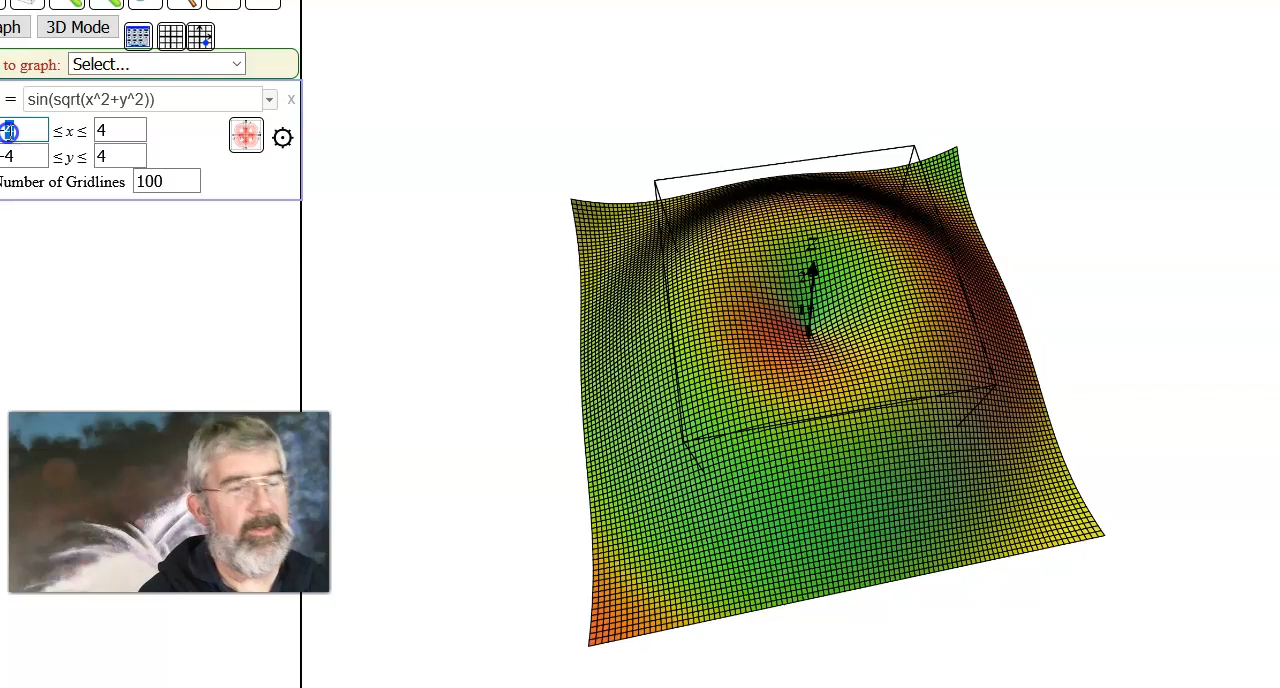 aph 3D Mode
to graph: Select...
= sin(sqrt(x^2+y^2)) x
≤ x ≤ 4
-4 ≤ y ≤ 4
Number of Gridlines 100